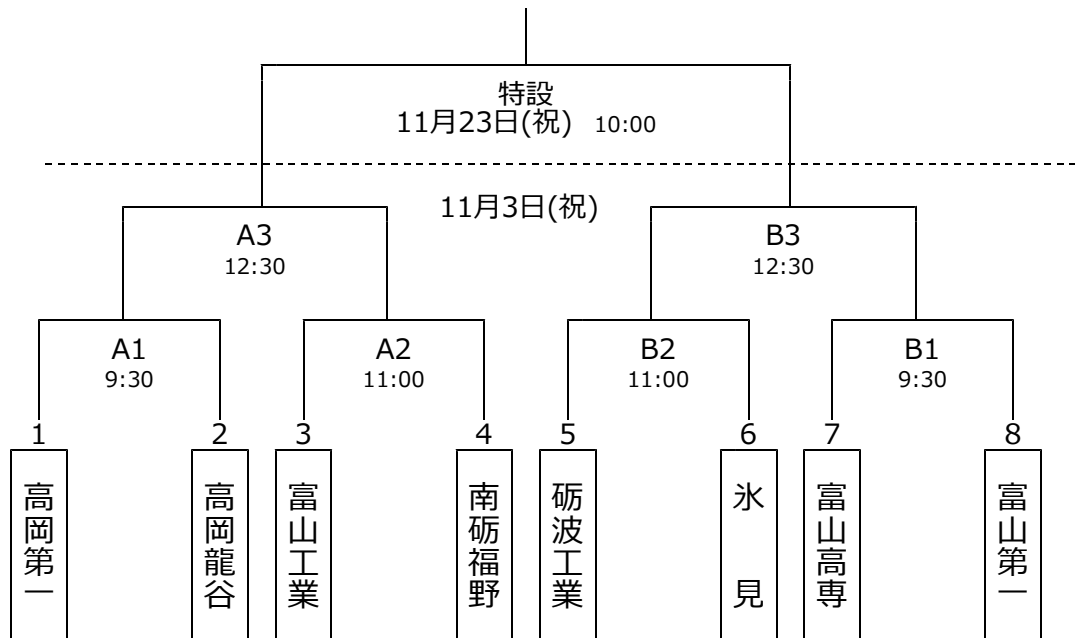 特設
11月23日(祝) 10:00
11月3日(祝)
A3
12:30
B3
12:30
A1
9:30
A2
11:00
B2
11:00
B1
9:30
1
2
3
4
5
6
7
8
高岡第一
高岡龍谷
富山工業
南砺福野
砺波工業
氷見
富山高専
富山第一